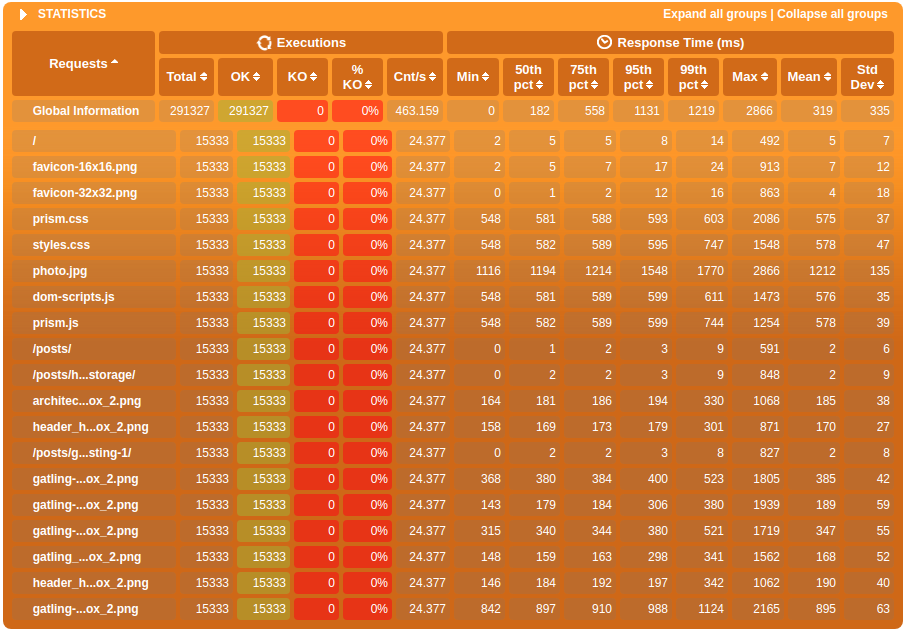 STATISTICS Expand all groups | Collapse all groups
Requests Executions Response Time (ms)
Total OK KO % KO Cnt/s Min 50th pct 75th pct 95th pct 99th pct Max Mean Std Dev
Global Information 291327 291327 0 0% 463.159 0 182 558 1131 1219 2866 319 335
/ 15333 15333 0 0% 24.377 2 5 5 8 14 492 5 7
favicon-16x16.png 15333 15333 0 0% 24.377 2 5 7 17 24 913 7 12
favicon-32x32.png 15333 15333 0 0% 24.377 0 1 2 12 16 863 4 18
prism.css 15333 15333 0 0% 24.377 548 581 588 593 603 2086 575 37
styles.css 15333 15333 0 0% 24.377 548 582 589 595 747 1548 578 47
photo.jpg 15333 15333 0 0% 24.377 1116 1194 1214 1548 1770 2866 1212 135
dom-scripts.js 15333 15333 0 0% 24.377 548 581 589 599 611 1473 576 35
prism.js 15333 15333 0 0% 24.377 548 582 589 599 744 1254 578 39
/posts/ 15333 15333 0 0% 24.377 0 1 2 3 9 591 2 6
/posts/h...storage/ 15333 15333 0 0% 24.377 0 2 2 3 9 848 2 9
architec...ox_2.png 15333 15333 0 0% 24.377 164 181 186 194 330 1068 185 38
header_h...ox_2.png 15333 15333 0 0% 24.377 158 169 173 179 301 871 170 27
/posts/g...sting-1/ 15333 15333 0 0% 24.377 0 2 2 3 8 827 2 8
gatling-...ox_2.png 15333 15333 0 0% 24.377 368 380 384 400 523 1805 385 42
gatling-...ox_2.png 15333 15333 0 0% 24.377 143 179 184 306 380 1939 189 59
gatling-...ox_2.png 15333 15333 0 0% 24.377 315 340 344 380 521 1719 347 55
gatling_...ox_2.png 15333 15333 0 0% 24.377 148 159 163 298 341 1562 168 52
header_h...ox_2.png 15333 15333 0 0% 24.377 146 184 192 197 342 1062 190 40
gatling-...ox_2.png 15333 15333 0 0% 24.377 842 897 910 988 1124 2165 895 63